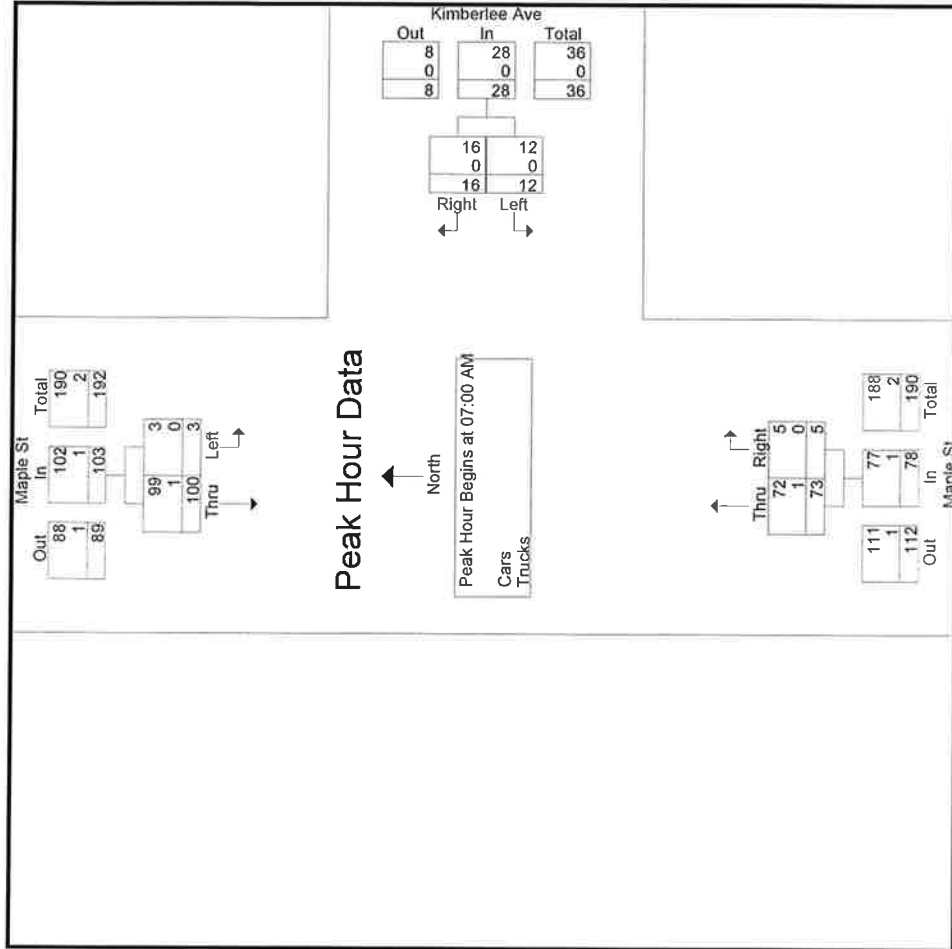 Kimberlee Ave
Out In Total
8 28 36
0 0 0
8 28 36
16 12
0 0
16 12
Right Left
Maple St
Out In Total
88 102 190
1 1 2
89 103 192
99 3
1 0
100 3
Thru Left
Peak Hour Data
North
Peak Hour Begins at 07:00 AM
Cars
Trucks
Thru Right
72 5
1 0
73 5
111 77 188
1 1 2
112 78 190
Out In Total
Maple St